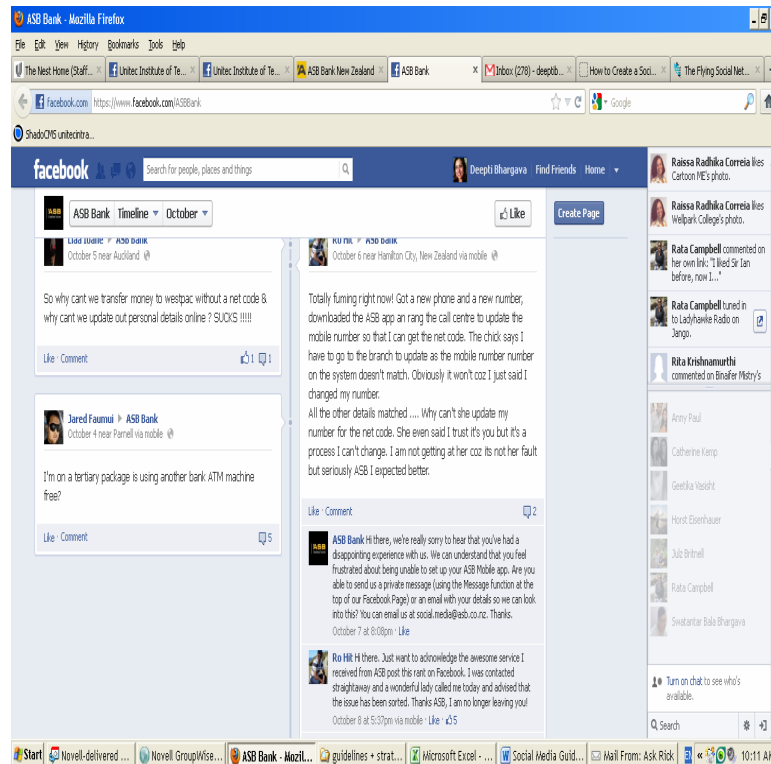 ASB Bank - Mozilla Firefox
File Edit View History Bookmarks Tools Help
The Nest Home (Staff... × Unitec Institute of Te... × Unitec Institute of Te... × ASB Bank New Zealand × ASB Bank × Inbox (278) - deeptib... × How to Create a Soci... × The Flying Social Net... ×
facebook.com https://www.facebook.com/ASBBank Google
ShadoCMS unitecintra...
facebook Search for people, places and things Deepti Bhargava Find Friends Home
ASB Bank Timeline October Like Create Page
Lida Ioane ▸ ASB Bank
October 5 near Auckland
So why cant we transfer money to westpac without a net code &
why cant we update out personal details online ? SUCKS !!!!!
Like · Comment 1 1
Jared Faumui ▸ ASB Bank
October 4 near Parnell via mobile
I'm on a tertiary package is using another bank ATM machine
free?
Like · Comment 5
Ro Hit ▸ ASB Bank
October 6 near Hamilton City, New Zealand via mobile
Totally fuming right now! Got a new phone and a new number,
downloaded the ASB app an rang the call centre to update the
mobile number so that I can get the net code. The chick says I
have to go to the branch to update as the mobile number number
on the system doesn't match. Obviously it won't coz I just said I
changed my number.
All the other details matched .... Why can't she update my
number for the net code. She even said I trust it's you but it's a
process I can't change. I am not getting at her coz its not her fault
but seriously ASB I expected better.
Like · Comment 2
ASB Bank Hi there, we're really sorry to hear that you've had a
disappointing experience with us. We can understand that you feel
frustrated about being unable to set up your ASB Mobile app. Are you
able to send us a private message (using the Message function at the
top of our Facebook Page) or an email with your details so we can look
into this? You can email us at social.media@asb.co.nz. Thanks.
October 7 at 8:08pm · Like
Ro Hit Hi there. Just want to acknowledge the awesome service I
received from ASB post this rant on Facebook. I was contacted
straightaway and a wonderful lady called me today and advised that
the issue has been sorted. Thanks ASB, I am no longer leaving you!
October 8 at 5:37pm via mobile · Like · 5
Raissa Radhika Correia likes
Cartoon ME's photo.
Raissa Radhika Correia likes
Wellpark College's photo.
Rata Campbell commented on
her own link: "I liked Sir Ian
before, now I..."
Rata Campbell tuned in
to Ladyhawke Radio on
Jango.
Rita Krishnamurthi
commented on Binaifer Mistry's
Anny Paul
Catherine Kemp
Geetika Vasisht
Horst Eisenhauer
Julz Britnell
Rata Campbell
Swatantar Bala Bhargava
Turn on chat to see who's
available.
Search
Start Novell-delivered ... Novell GroupWise... ASB Bank - Mozil... guidelines + strat... Microsoft Excel - ... Social Media Guid... Mail From: Ask Rick « 10:11 AM